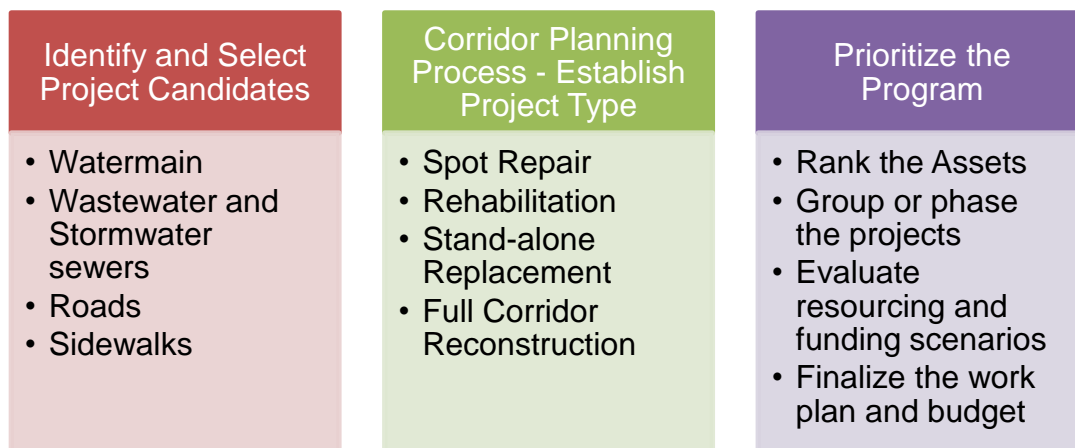 Identify and Select
Project Candidates
• Watermain
• Wastewater and
Stormwater
sewers
• Roads
• Sidewalks
Corridor Planning
Process - Establish
Project Type
• Spot Repair
• Rehabilitation
• Stand-alone
Replacement
• Full Corridor
Reconstruction
Prioritize the
Program
• Rank the Assets
• Group or phase
the projects
• Evaluate
resourcing and
funding scenarios
• Finalize the work
plan and budget